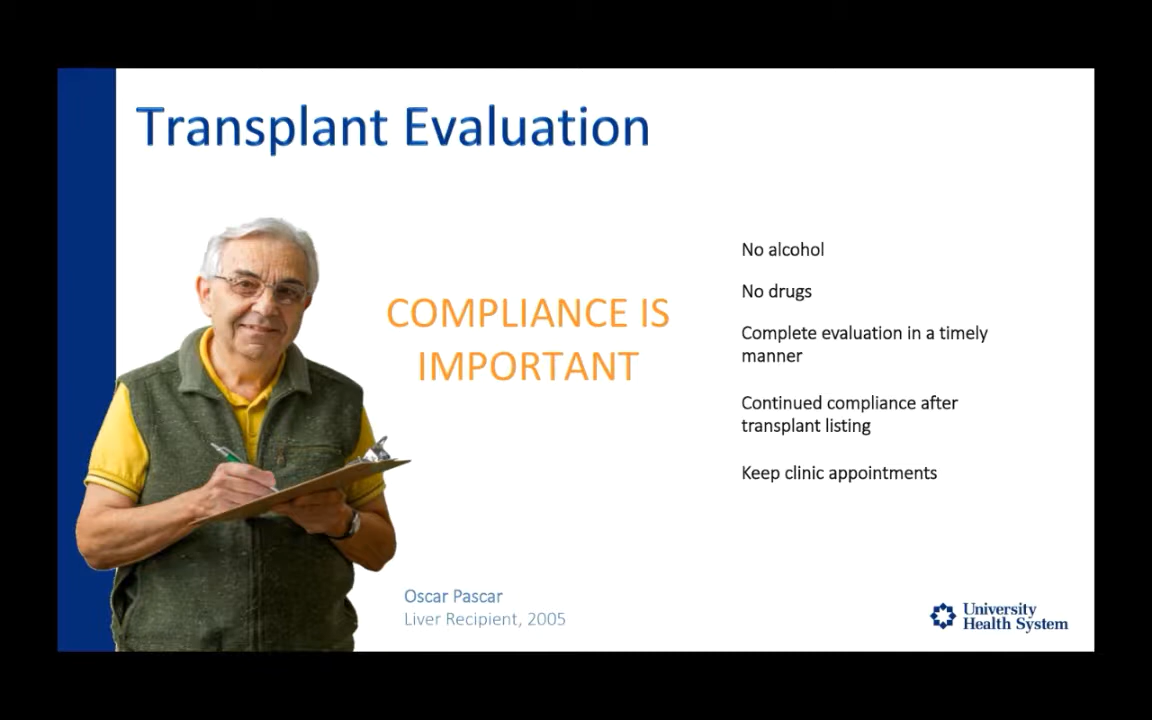 Transplant Evaluation
COMPLIANCE IS
IMPORTANT
No alcohol
No drugs
Complete evaluation in a timely
manner
Continued compliance after
transplant listing
Keep clinic appointments
Oscar Pascar
Liver Recipient, 2005
University
Health System